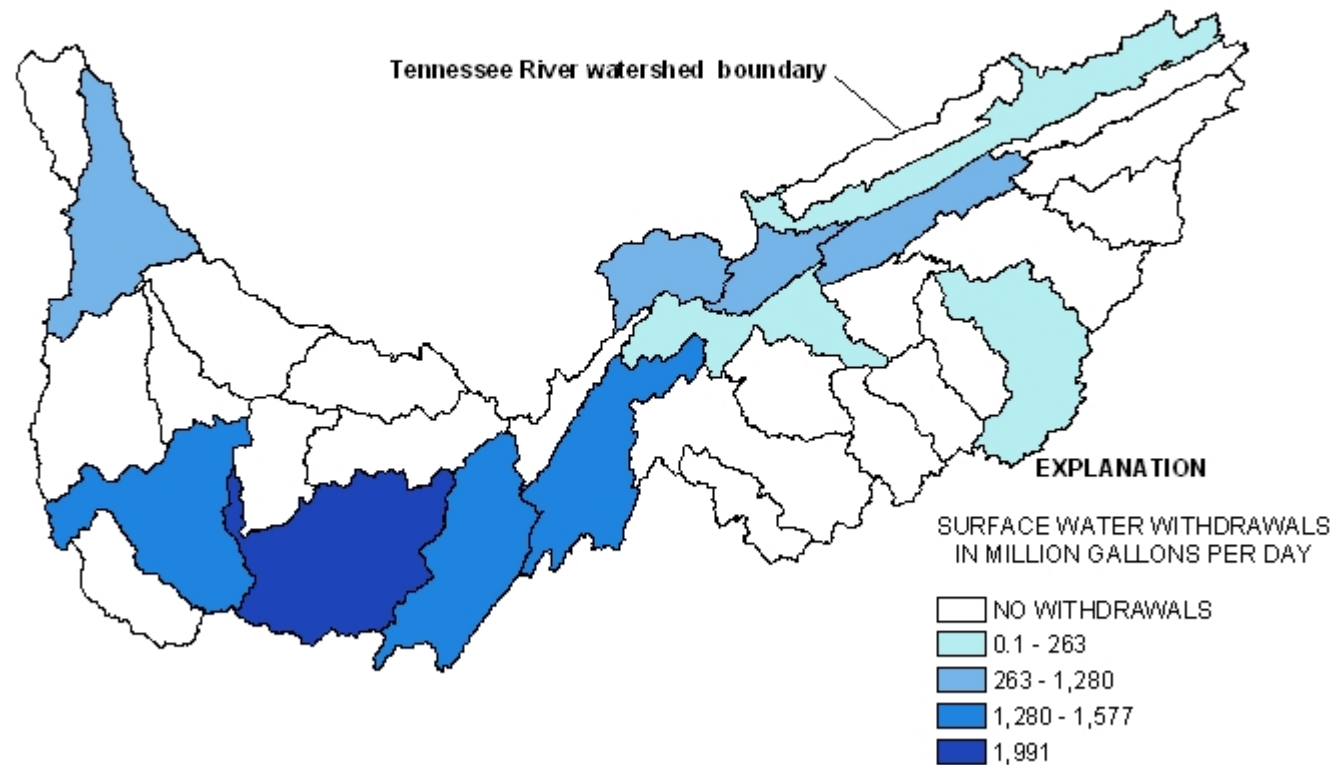 Tennessee River watershed boundary
EXPLANATION
SURFACE WATER WITHDRAWALS
IN MILLION GALLONS PER DAY
NO WITHDRAWALS
0.1 - 263
263 - 1,280
1,280 - 1,577
1,991